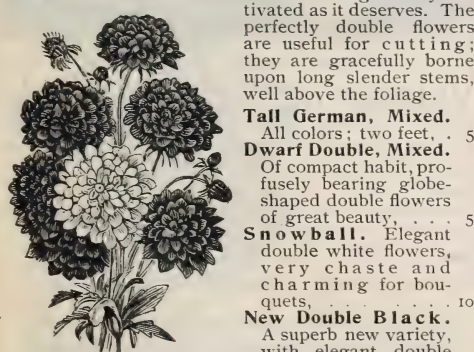 tivated as it deserves. The
perfectly double flowers
are useful for cutting;
they are gracefully borne
upon long slender stems,
well above the foliage.
Tall German, Mixed.
All colors; two feet, . 5
Dwarf Double, Mixed.
Of compact habit, pro-
fusely bearing globe-
shaped double flowers
of great beauty, . . . 5
Snowball. Elegant
double white flowers,
very chaste and
charming for bou-
quets, . . . . . . 10
New Double Black.
A superb new variety,
with elegant double